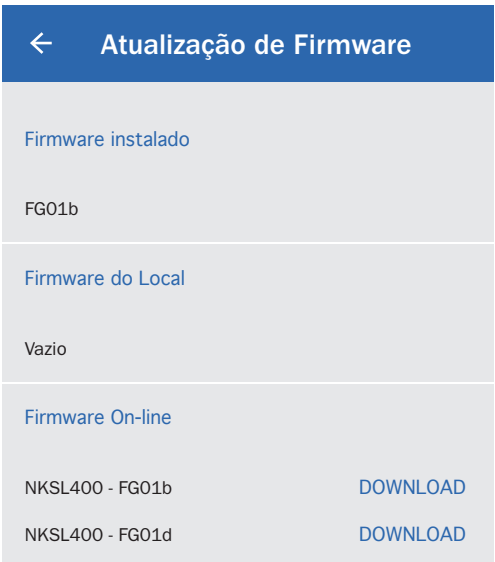 Atualização de Firmware
Firmware instalado
FG01b
Firmware do Local
Vazio
Firmware On-line
NKSL400 - FG01b DOWNLOAD
NKSL400 - FG01d DOWNLOAD